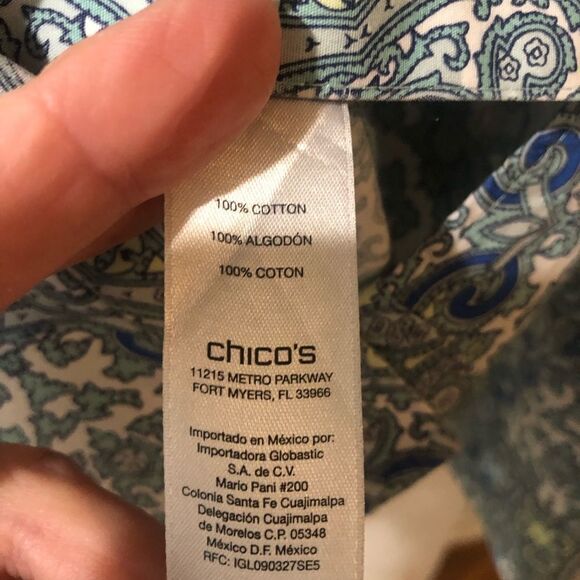 100% COTTON
100% ALGODÓN
100% COTON
chico's
11215 METRO PARKWAY
FORT MYERS, FL 33966
Importado en México por:
Importadora Globastic
S.A. de C.V.
Mario Pani #200
Colonia Santa Fe Cuajimalpa
Delegación Cuajimalpa
de Morelos C.P. 05348
México D.F. México
RFC: IGL090327SE5